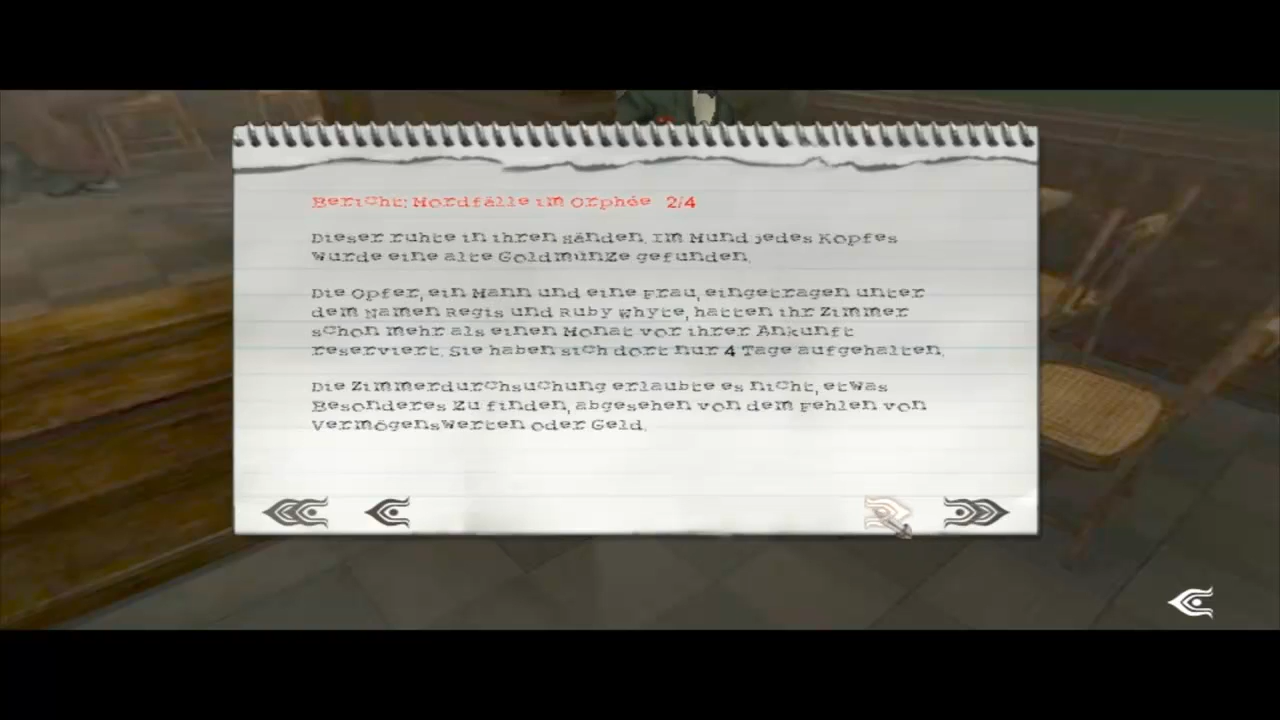 Bericht: Mordfälle im Orphée 2/4
Dieser ruhte in ihren Händen. Im Mund jedes Kopfes
wurde eine alte Goldmünze gefunden.
Die Opfer, ein Mann und eine Frau, eingetragen unter
dem Namen Regis und Ruby Whyte, hatten ihr Zimmer
schon mehr als einen Monat vor ihrer Ankunft
reserviert. Sie haben sich dort nur 4 Tage aufgehalten.
Die Zimmerdurchsuchung erlaubte es nicht, etwas
Besonderes zu finden, abgesehen von dem Fehlen von
Vermögenswerten oder Geld.